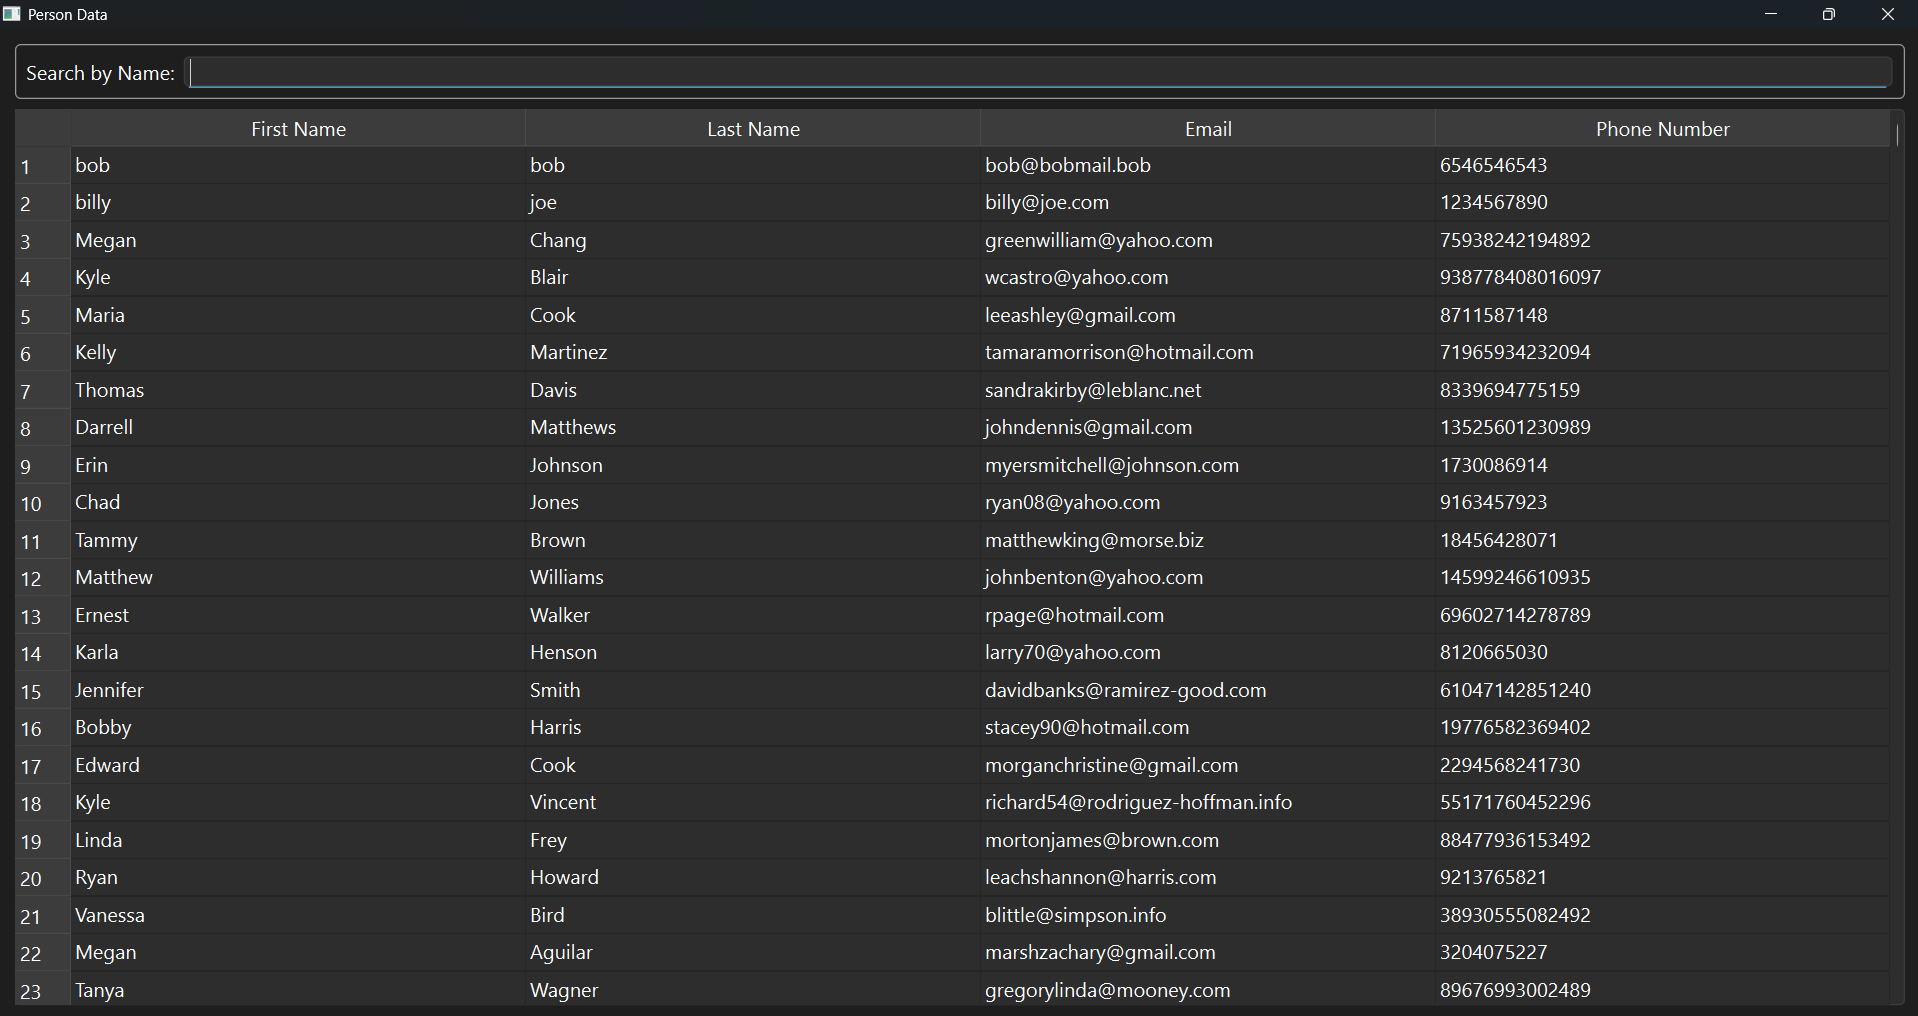 Person Data
Search by Name:
First Name Last Name Email Phone Number
1 bob bob bob@bobmail.bob 6546546543
2 billy joe billy@joe.com 1234567890
3 Megan Chang greenwilliam@yahoo.com 75938242194892
4 Kyle Blair wcastro@yahoo.com 938778408016097
5 Maria Cook leeashley@gmail.com 8711587148
6 Kelly Martinez tamaramorrison@hotmail.com 71965934232094
7 Thomas Davis sandrakirby@leblanc.net 8339694775159
8 Darrell Matthews johndennis@gmail.com 13525601230989
9 Erin Johnson myersmitchell@johnson.com 1730086914
10 Chad Jones ryan08@yahoo.com 9163457923
11 Tammy Brown matthewking@morse.biz 18456428071
12 Matthew Williams johnbenton@yahoo.com 14599246610935
13 Ernest Walker rpage@hotmail.com 69602714278789
14 Karla Henson larry70@yahoo.com 8120665030
15 Jennifer Smith davidbanks@ramirez-good.com 61047142851240
16 Bobby Harris stacey90@hotmail.com 19776582369402
17 Edward Cook morganchristine@gmail.com 2294568241730
18 Kyle Vincent richard54@rodriguez-hoffman.info 55171760452296
19 Linda Frey mortonjames@brown.com 88477936153492
20 Ryan Howard leachshannon@harris.com 9213765821
21 Vanessa Bird blittle@simpson.info 38930555082492
22 Megan Aguilar marshzachary@gmail.com 3204075227
23 Tanya Wagner gregorylinda@mooney.com 89676993002489